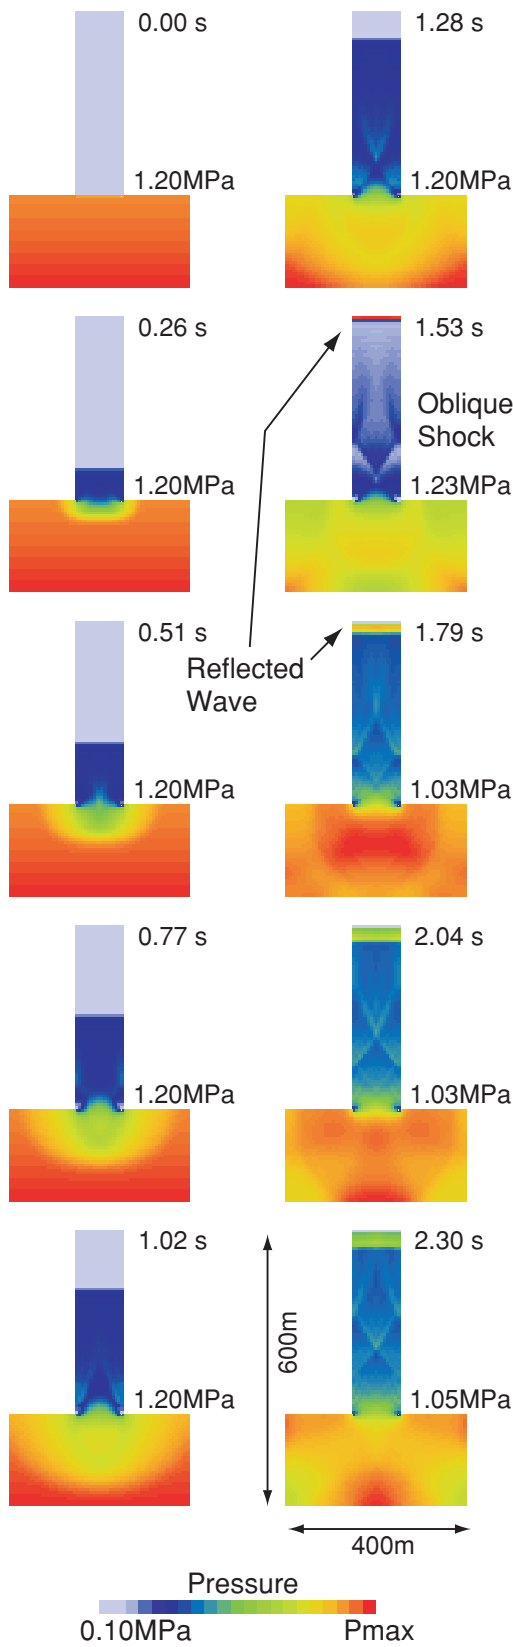 0.00 s
1.20MPa
0.26 s
1.20MPa
0.51 s
1.20MPa
0.77 s
1.20MPa
1.02 s
1.20MPa
1.28 s
1.20MPa
1.53 s
Oblique
Shock
1.23MPa
Reflected
Wave
1.79 s
1.03MPa
2.04 s
1.03MPa
2.30 s
1.05MPa
600m
400m
Pressure
0.10MPa
Pmax